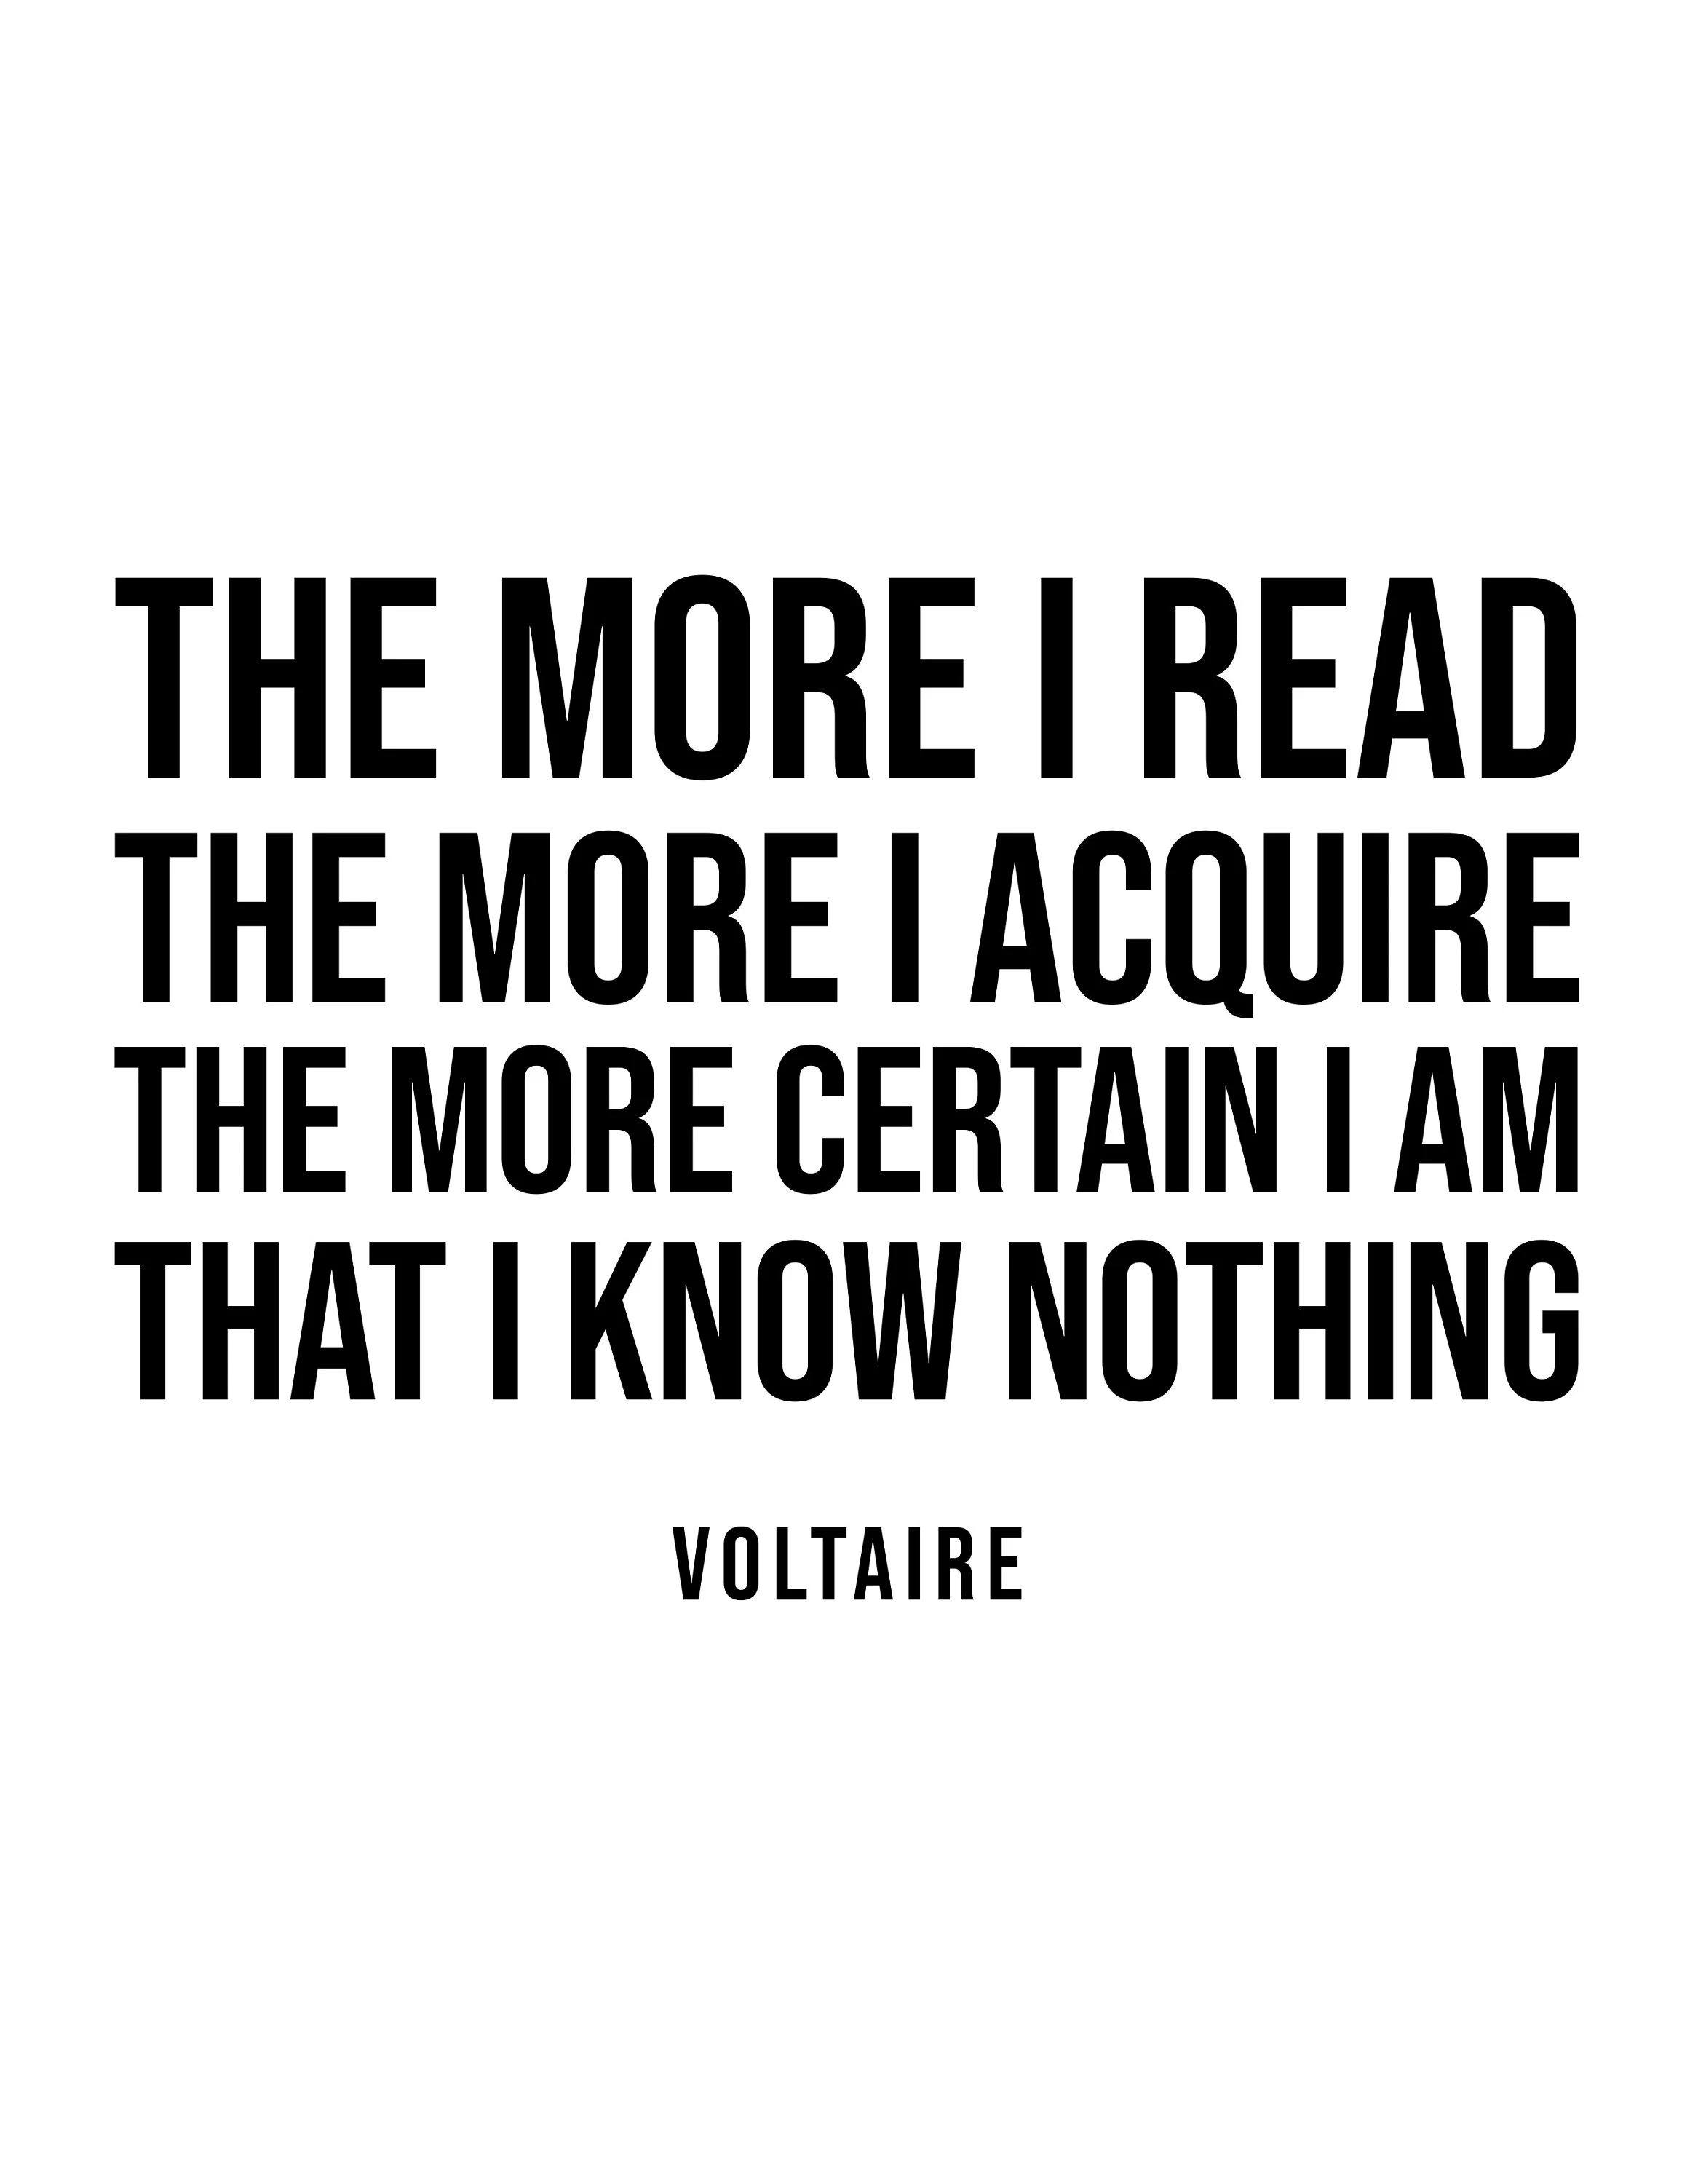 THE MORE I READ
THE MORE I ACQUIRE
THE MORE CERTAIN I AM
THAT I KNOW NOTHING
VOLTAIRE